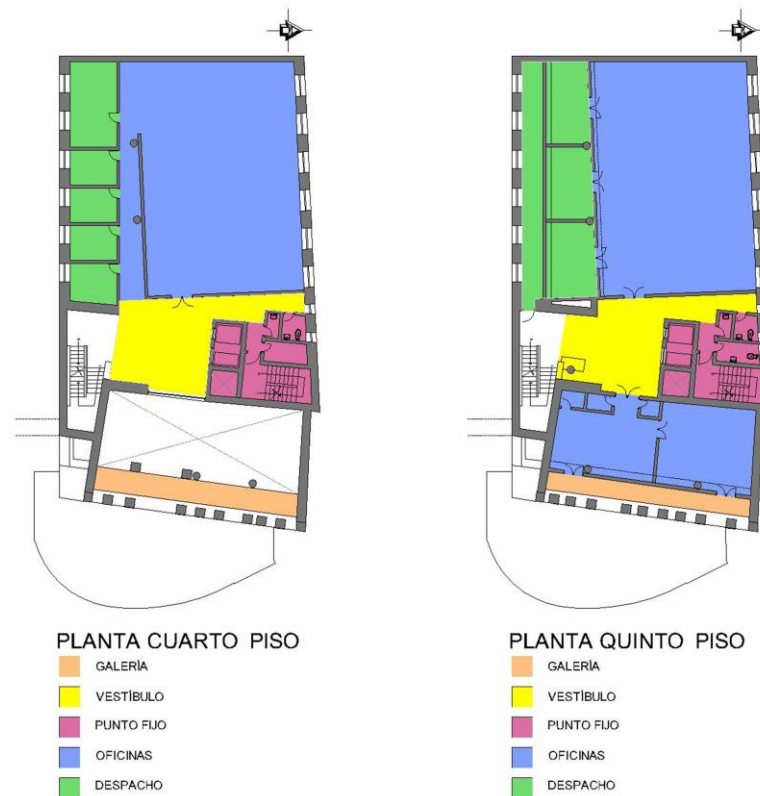 PLANTA CUARTO PISO
GALERÍA
VESTÍBULO
PUNTO FIJO
OFICINAS
DESPACHO
PLANTA QUINTO PISO
GALERÍA
VESTÍBULO
PUNTO FIJO
OFICINAS
DESPACHO